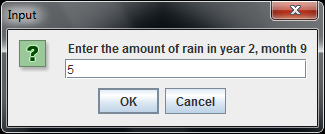 Input
Enter the amount of rain in year 2, month 9
5
OK Cancel